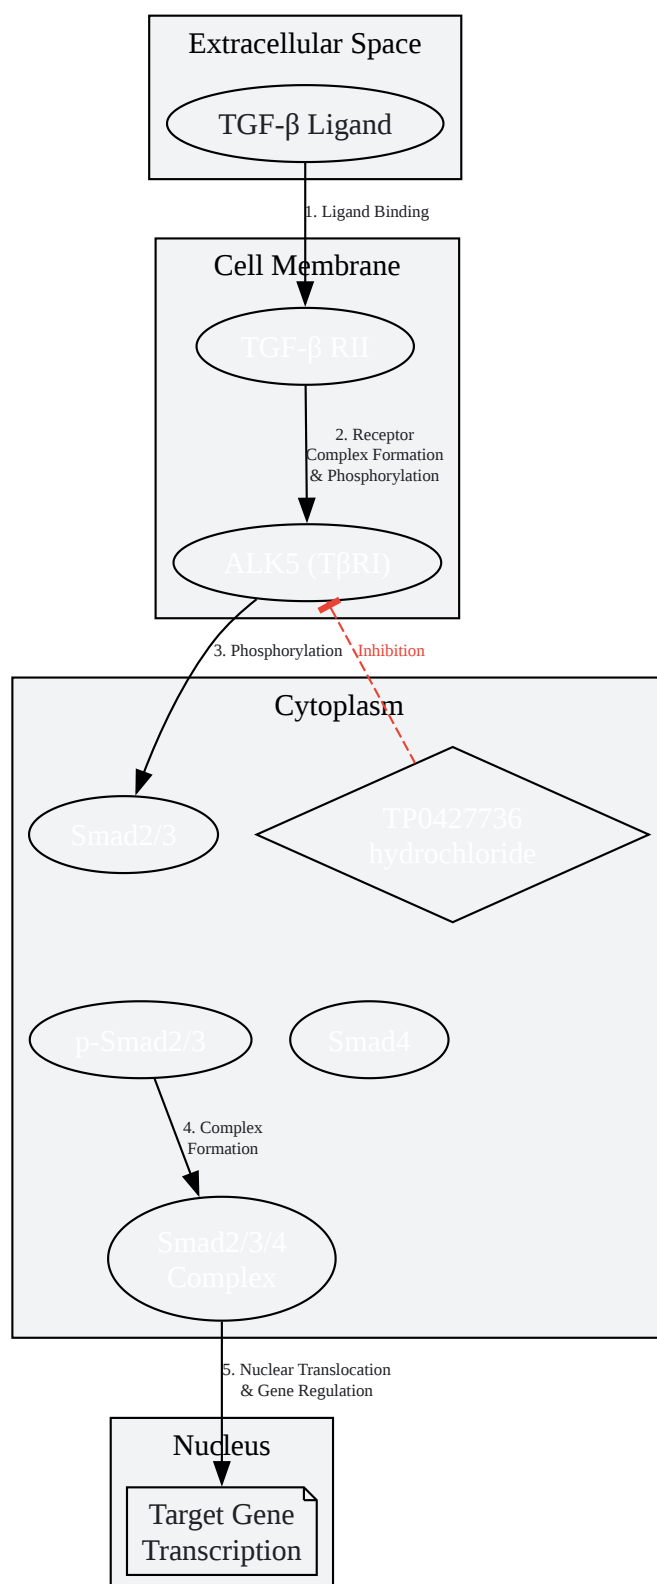 Extracellular Space
TGF-β Ligand
1. Ligand Binding
Cell Membrane
TGF-β RII
2. Receptor
Complex Formation
& Phosphorylation
ALK5 (TβRI)
3. Phosphorylation
Inhibition
Cytoplasm
Smad2/3
TP0427736
hydrochloride
p-Smad2/3
Smad4
4. Complex
Formation
Smad2/3/4
Complex
5. Nuclear Translocation
& Gene Regulation
Nucleus
Target Gene
Transcription